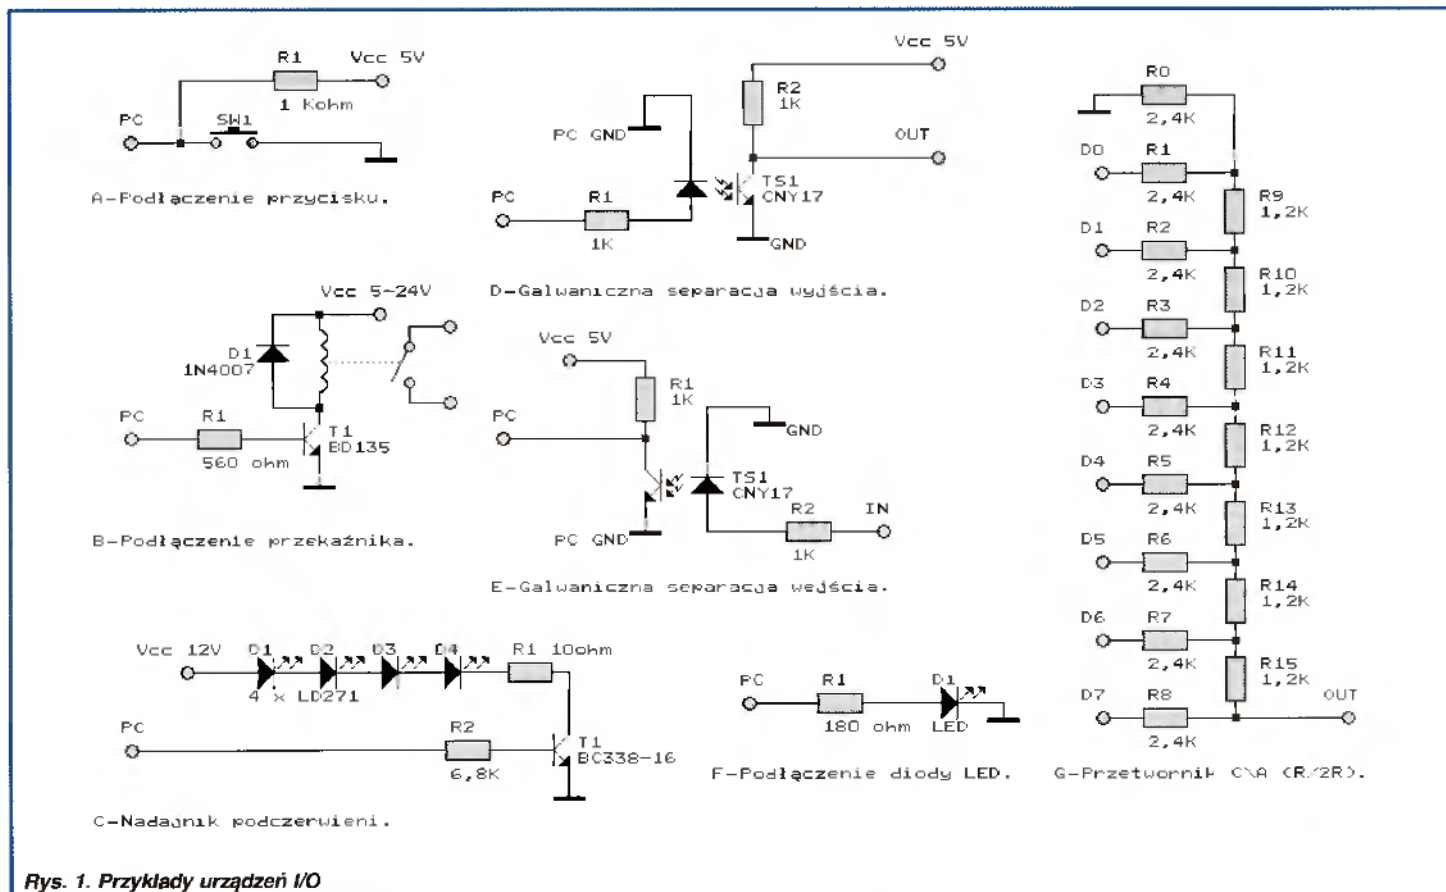 R1
Vcc 5V
1 Kohm
PC
SW1
A-Podłączenie przycisku.
Vcc 5-24V
D1
1N4007
PC
R1
T1
BD135
560 ohm
B-Podłączenie przekaźnika.
Vcc 12V
D1
D2
D3
D4
R1 10ohm
4 x LD271
PC
R2
T1
BC338-16
6,8K
C-Nadajnik podczerwieni.
Vcc 5V
R2
1K
PC GND
OUT
TS1
CNY17
PC
R1
1K
GND
D-Galwaniczna separacja wyjścia.
Vcc 5V
R1
1K
PC
GND
TS1
CNY17
R2
IN
PC GND
1K
E-Galwaniczna separacja wejścia.
PC
R1
D1
180 ohm
LED
F-Podłączenie diody LED.
R0
2,4K
D0
R1
2,4K
R9
1,2K
D1
R2
2,4K
R10
1,2K
D2
R3
2,4K
R11
1,2K
D3
R4
2,4K
R12
1,2K
D4
R5
2,4K
R13
1,2K
D5
R6
2,4K
R14
1,2K
D6
R7
2,4K
R15
1,2K
D7
R8
OUT
2,4K
G-Przetwornik C\A (R/2R).
Rys. 1. Przykłady urządzeń I/O